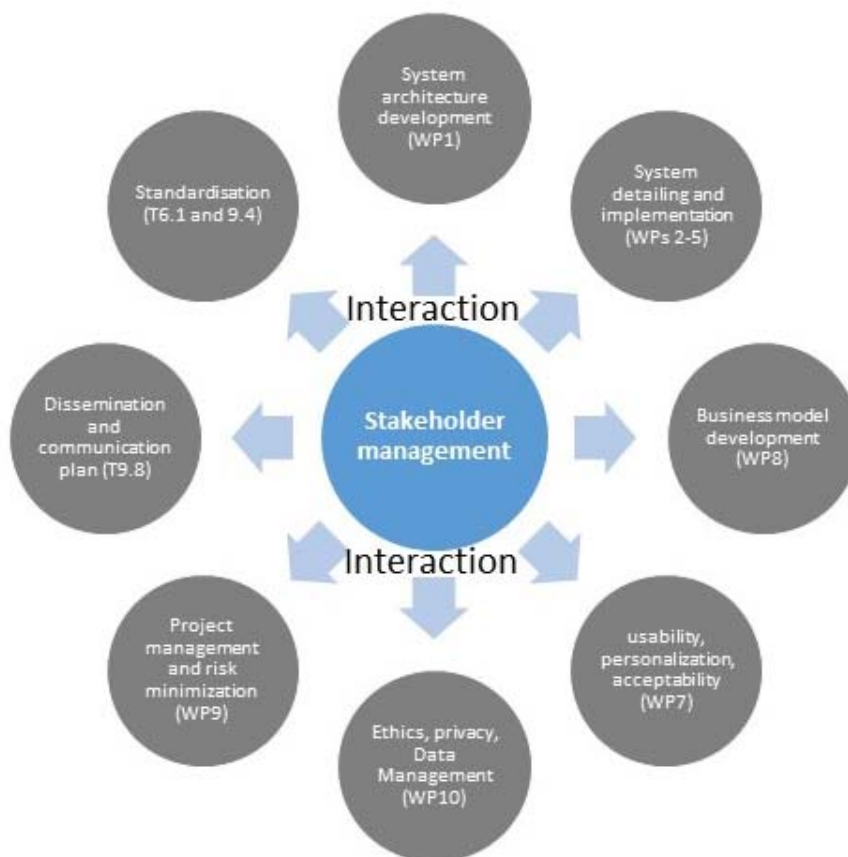 System
architecture
development
(WP1)
Standardisation
(T6.1 and 9.4)
System
detailing and
implementation
(WPs 2-5)
Interaction
Dissemination
and
communication
plan (T9.8)
Stakeholder
management
Business model
development
(WP8)
Interaction
Project
management
and risk
minimization
(WP9)
usability,
personalization,
acceptability
(WP7)
Ethics, privacy,
Data
Management
(WP10)